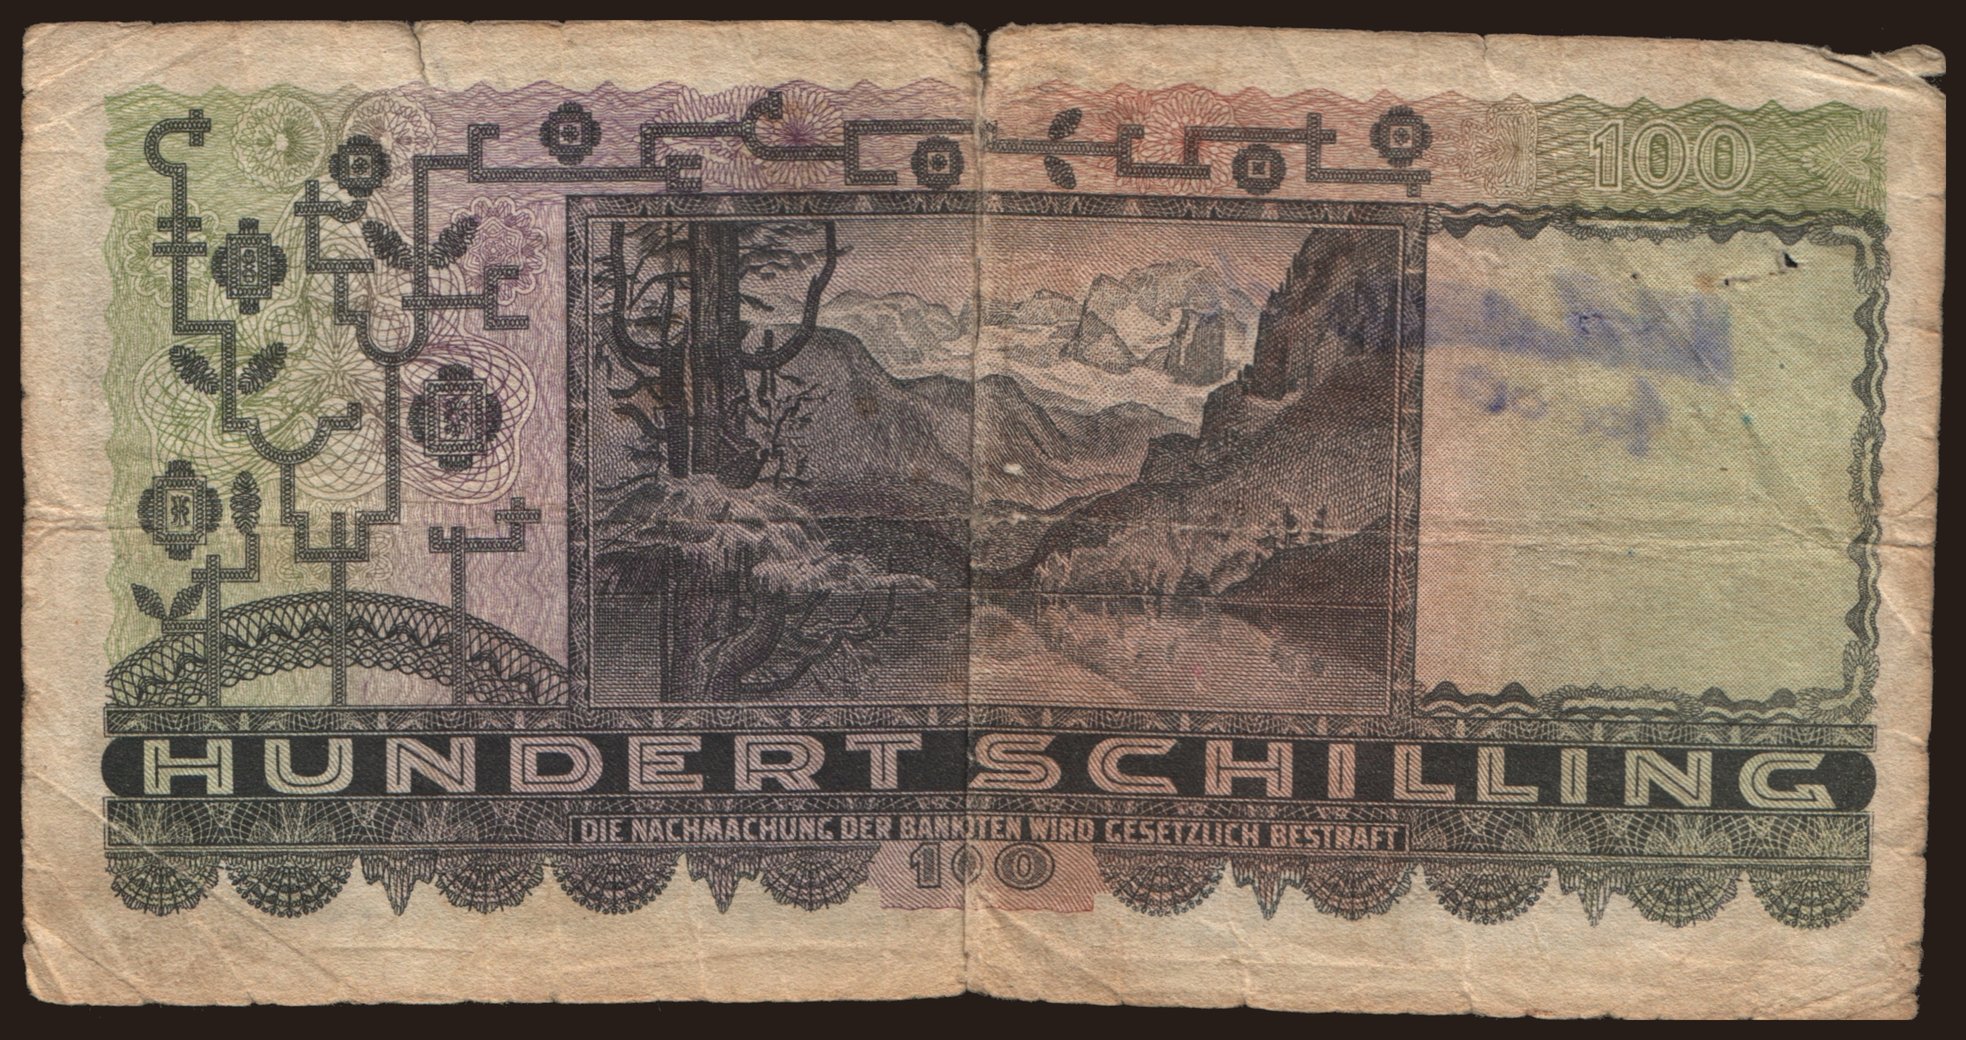 100
HUNDERT SCHILLING
DIE NACHMACHUNG DER BANKNOTEN WIRD GESETZLICH BESTRAFT
100